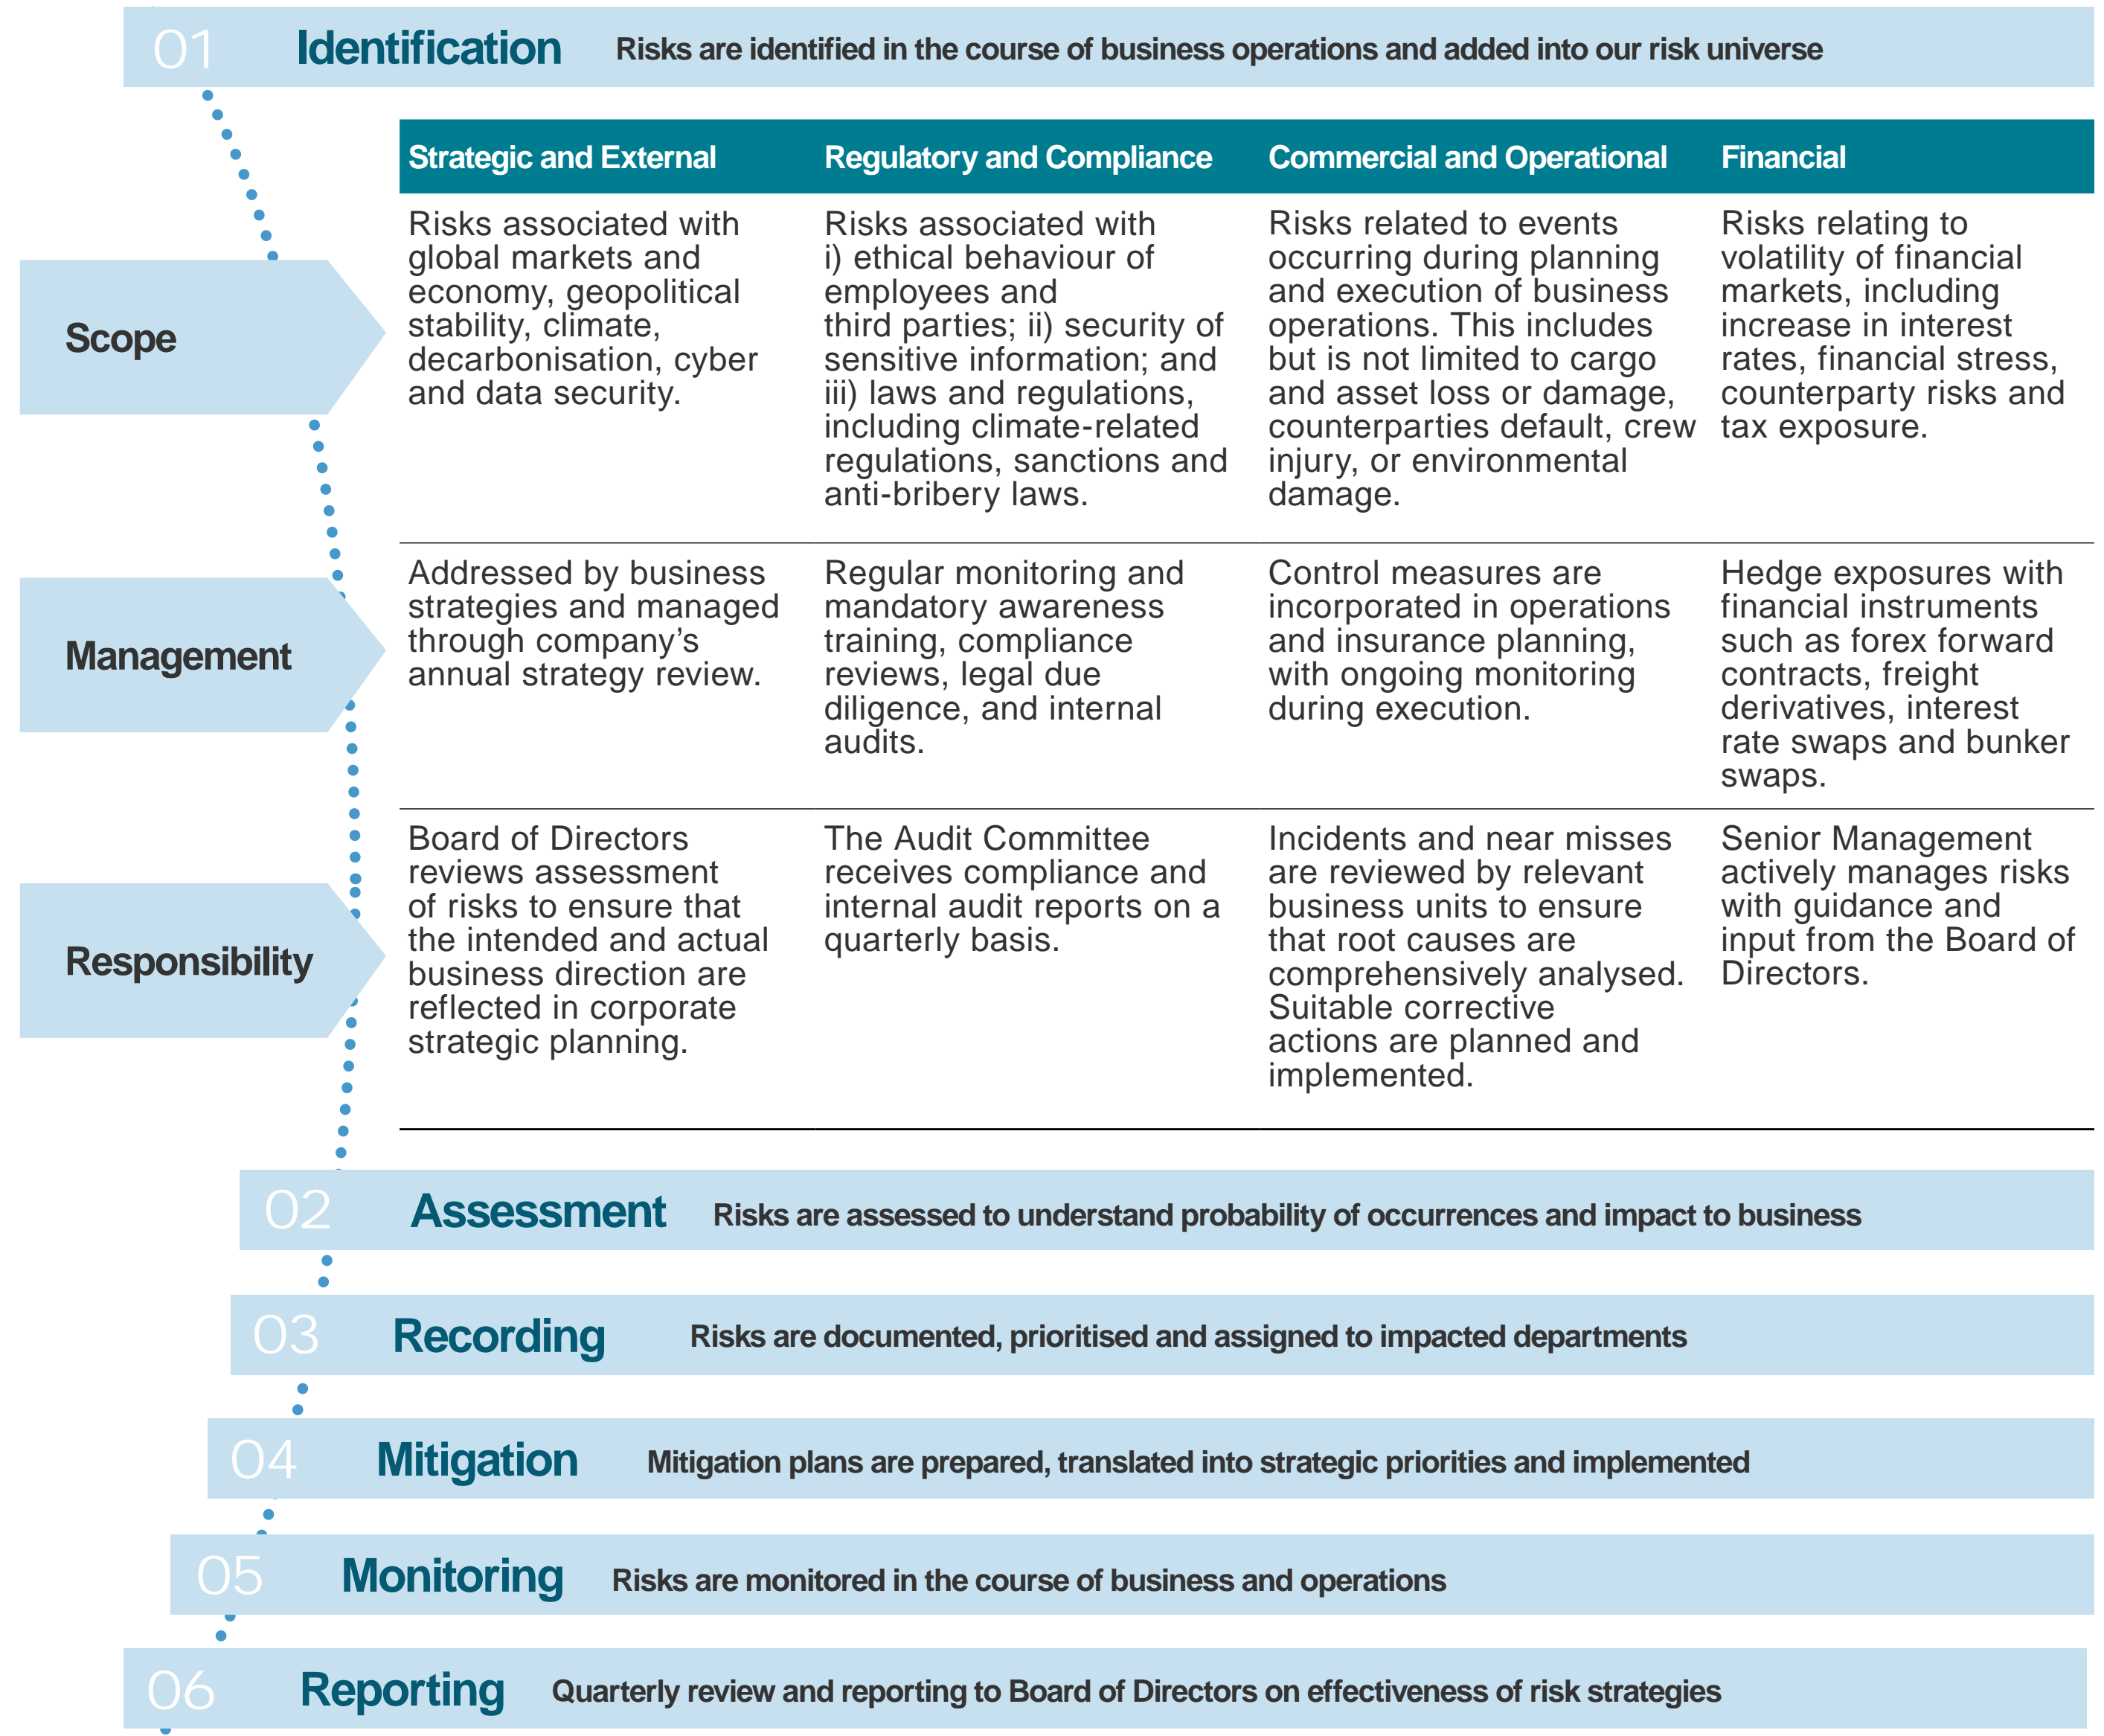 01 Identification Risks are identified in the course of business operations and added into our risk universe
Strategic and External
Regulatory and Compliance
Commercial and Operational
Financial
Scope
Risks associated with
global markets and
economy, geopolitical
stability, climate,
decarbonisation, cyber
and data security.
Risks associated with
i) ethical behaviour of
employees and
third parties; ii) security of
sensitive information; and
iii) laws and regulations,
including climate-related
regulations, sanctions and
anti-bribery laws.
Risks related to events
occurring during planning
and execution of business
operations. This includes
but is not limited to cargo
and asset loss or damage,
counterparties default, crew
injury, or environmental
damage.
Risks relating to
volatility of financial
markets, including
increase in interest
rates, financial stress,
counterparty risks and
tax exposure.
Management
Addressed by business
strategies and managed
through company’s
annual strategy review.
Regular monitoring and
mandatory awareness
training, compliance
reviews, legal due
diligence, and internal
audits.
Control measures are
incorporated in operations
and insurance planning,
with ongoing monitoring
during execution.
Hedge exposures with
financial instruments
such as forex forward
contracts, freight
derivatives, interest
rate swaps and bunker
swaps.
Responsibility
Board of Directors
reviews assessment
of risks to ensure that
the intended and actual
business direction are
reflected in corporate
strategic planning.
The Audit Committee
receives compliance and
internal audit reports on a
quarterly basis.
Incidents and near misses
are reviewed by relevant
business units to ensure
that root causes are
comprehensively analysed.
Suitable corrective
actions are planned and
implemented.
Senior Management
actively manages risks
with guidance and
input from the Board of
Directors.
02 Assessment Risks are assessed to understand probability of occurrences and impact to business
03 Recording Risks are documented, prioritised and assigned to impacted departments
04 Mitigation Mitigation plans are prepared, translated into strategic priorities and implemented
05 Monitoring Risks are monitored in the course of business and operations
06 Reporting Quarterly review and reporting to Board of Directors on effectiveness of risk strategies